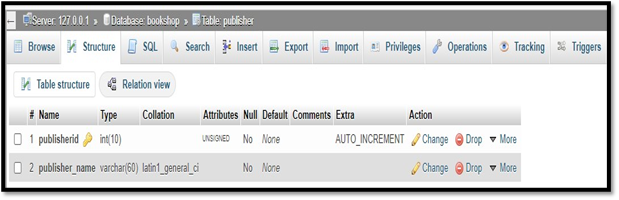 Server: 127.0.0.1 » Database: bookshop » Table: publisher
Browse Structure SQL Search Insert Export Import Privileges Operations Tracking Triggers
Table structure Relation view
# Name Type Collation Attributes Null Default Comments Extra Action
1 publisherid int(10) UNSIGNED No None AUTO_INCREMENT Change Drop More
2 publisher_name varchar(60) latin1_general_ci No None Change Drop More